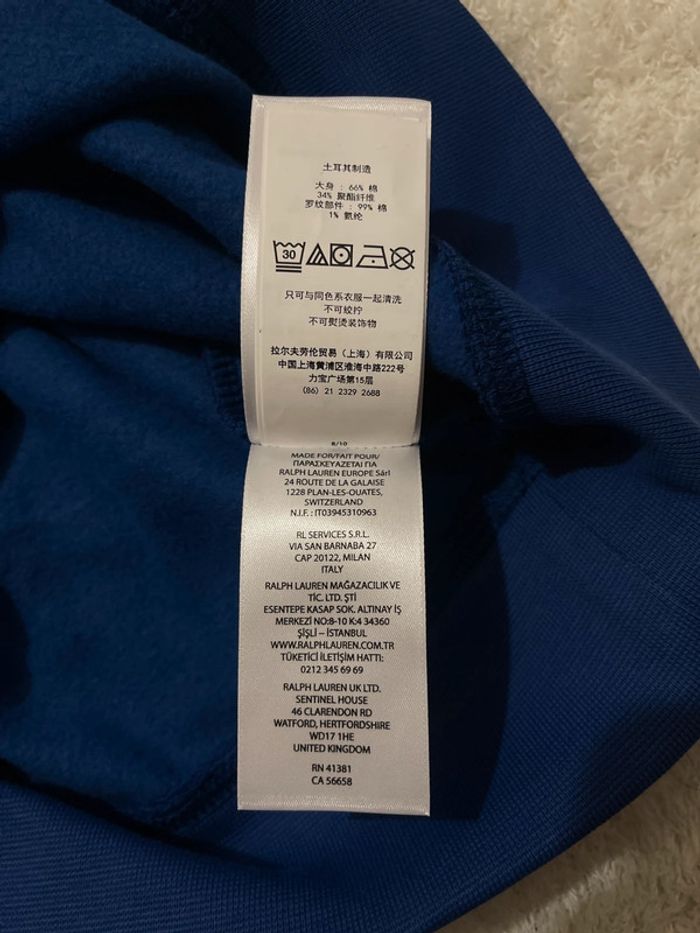 土耳其制造
大身 : 66% 棉
34% 聚酯纤维
罗纹部件 : 99% 棉
1% 氨纶
30
只可与同色系衣服一起清洗
不可绞拧
不可熨烫装饰物
拉尔夫劳伦贸易（上海）有限公司
中国上海黄浦区淮海中路222号
力宝广场第15层
(86) 21 2329 2688
8/10
MADE FOR/FAIT POUR/
ΠΑΡΑΣΚΕΥΑΖΕΤΑΙ ΓΙΑ
RALPH LAUREN EUROPE Sàrl
24 ROUTE DE LA GALAISE
1228 PLAN-LES-OUATES,
SWITZERLAND
N.I.F. : IT03945310963
RL SERVICES S.R.L.
VIA SAN BARNABA 27
CAP 20122, MILAN
ITALY
RALPH LAUREN MAĞAZACILIK VE
TİC. LTD. ŞTİ
ESENTEPE KASAP SOK. ALTINAY İŞ
MERKEZİ NO:8-10 K:4 34360
ŞİŞLİ – İSTANBUL
WWW.RALPHLAUREN.COM.TR
TÜKETİCİ İLETİŞİM HATTI:
0212 345 69 69
RALPH LAUREN UK LTD.
SENTINEL HOUSE
46 CLARENDON RD
WATFORD, HERTFORDSHIRE
WD17 1HE
UNITED KINGDOM
RN 41381
CA 56658